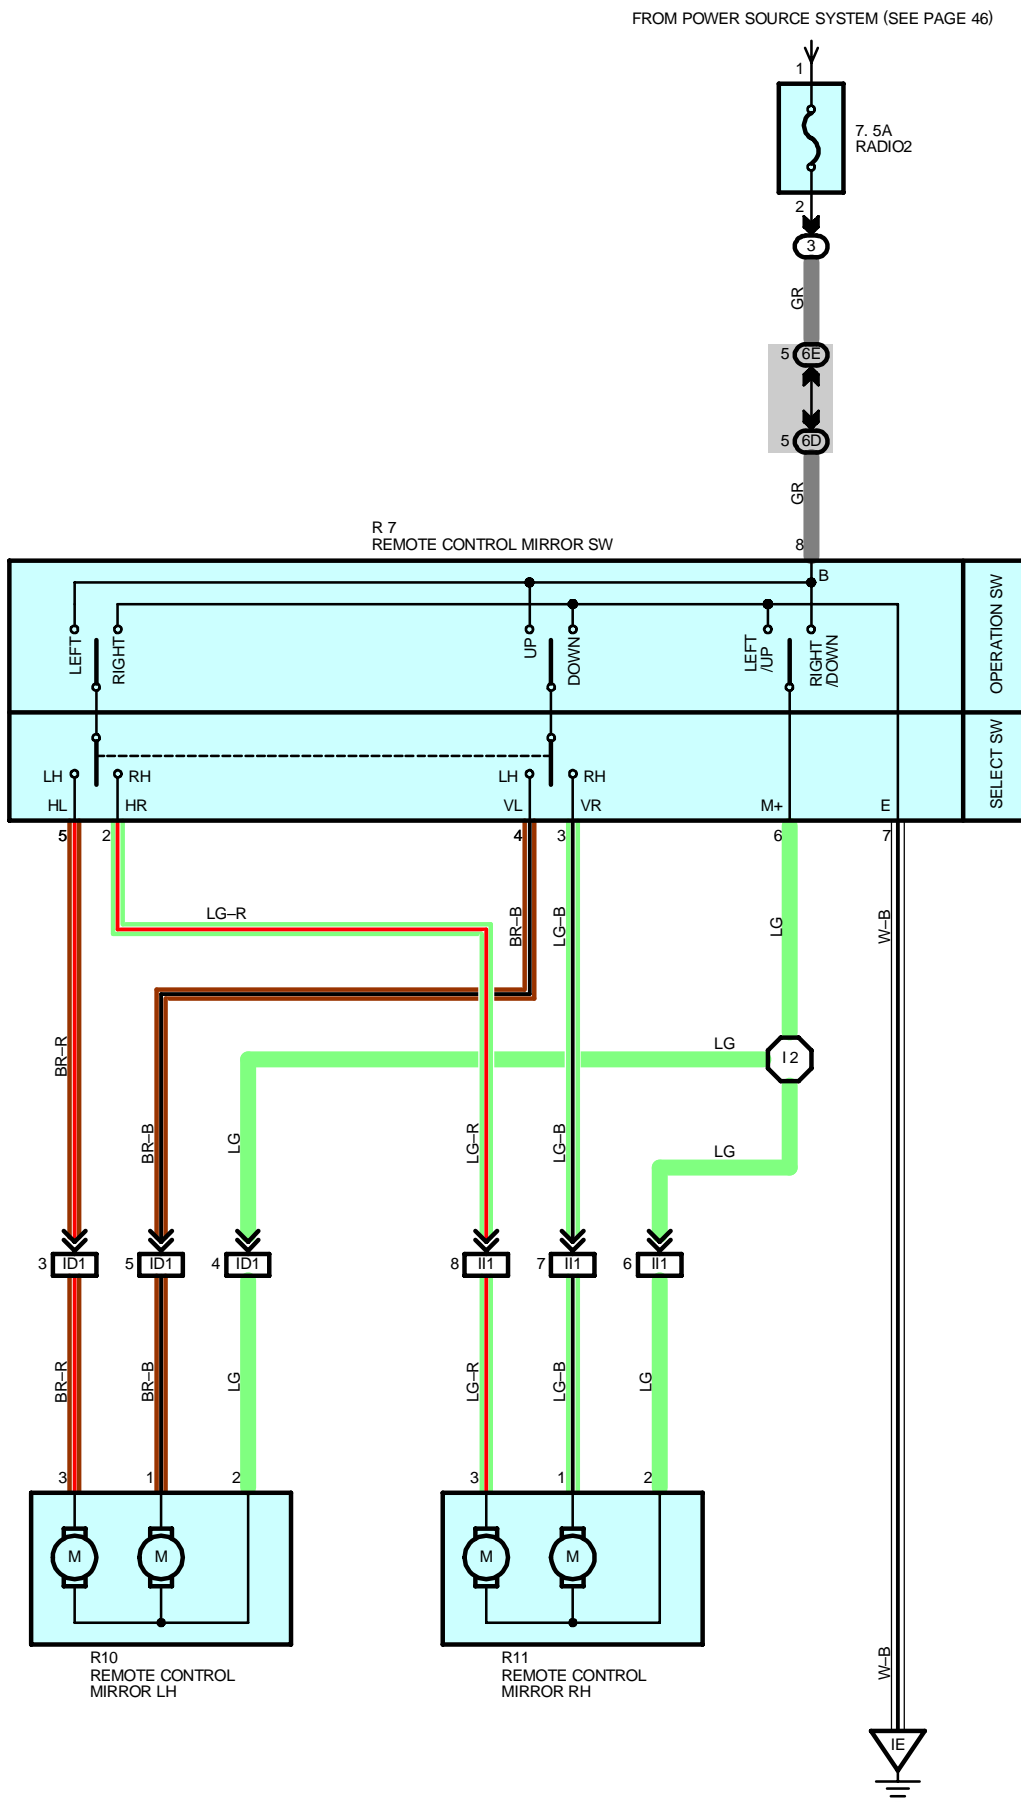 FROM POWER SOURCE SYSTEM (SEE PAGE 46)
1
7. 5A
RADIO2
2
3
GR
5 6E
5 6D
GR
R 7
REMOTE CONTROL MIRROR SW
8
B
LEFT
RIGHT
UP
DOWN
LEFT
/UP
RIGHT
/DOWN
OPERATION SW
SELECT SW
LH RH LH RH
HL HR VL VR M+ E
5 2 4 3 6 7
LG–R
BR–B
LG–B
LG
W–B
LG
I 2
BR–R
BR–B
LG
LG–R
LG–B
LG
3 ID1 5 ID1 4 ID1 8 II1 7 II1 6 II1
BR–R
BR–B
LG
LG–R
LG–B
LG
3 1 2 3 1 2
M M M M
R10
REMOTE CONTROL
MIRROR LH
R11
REMOTE CONTROL
MIRROR RH
W–B
IE